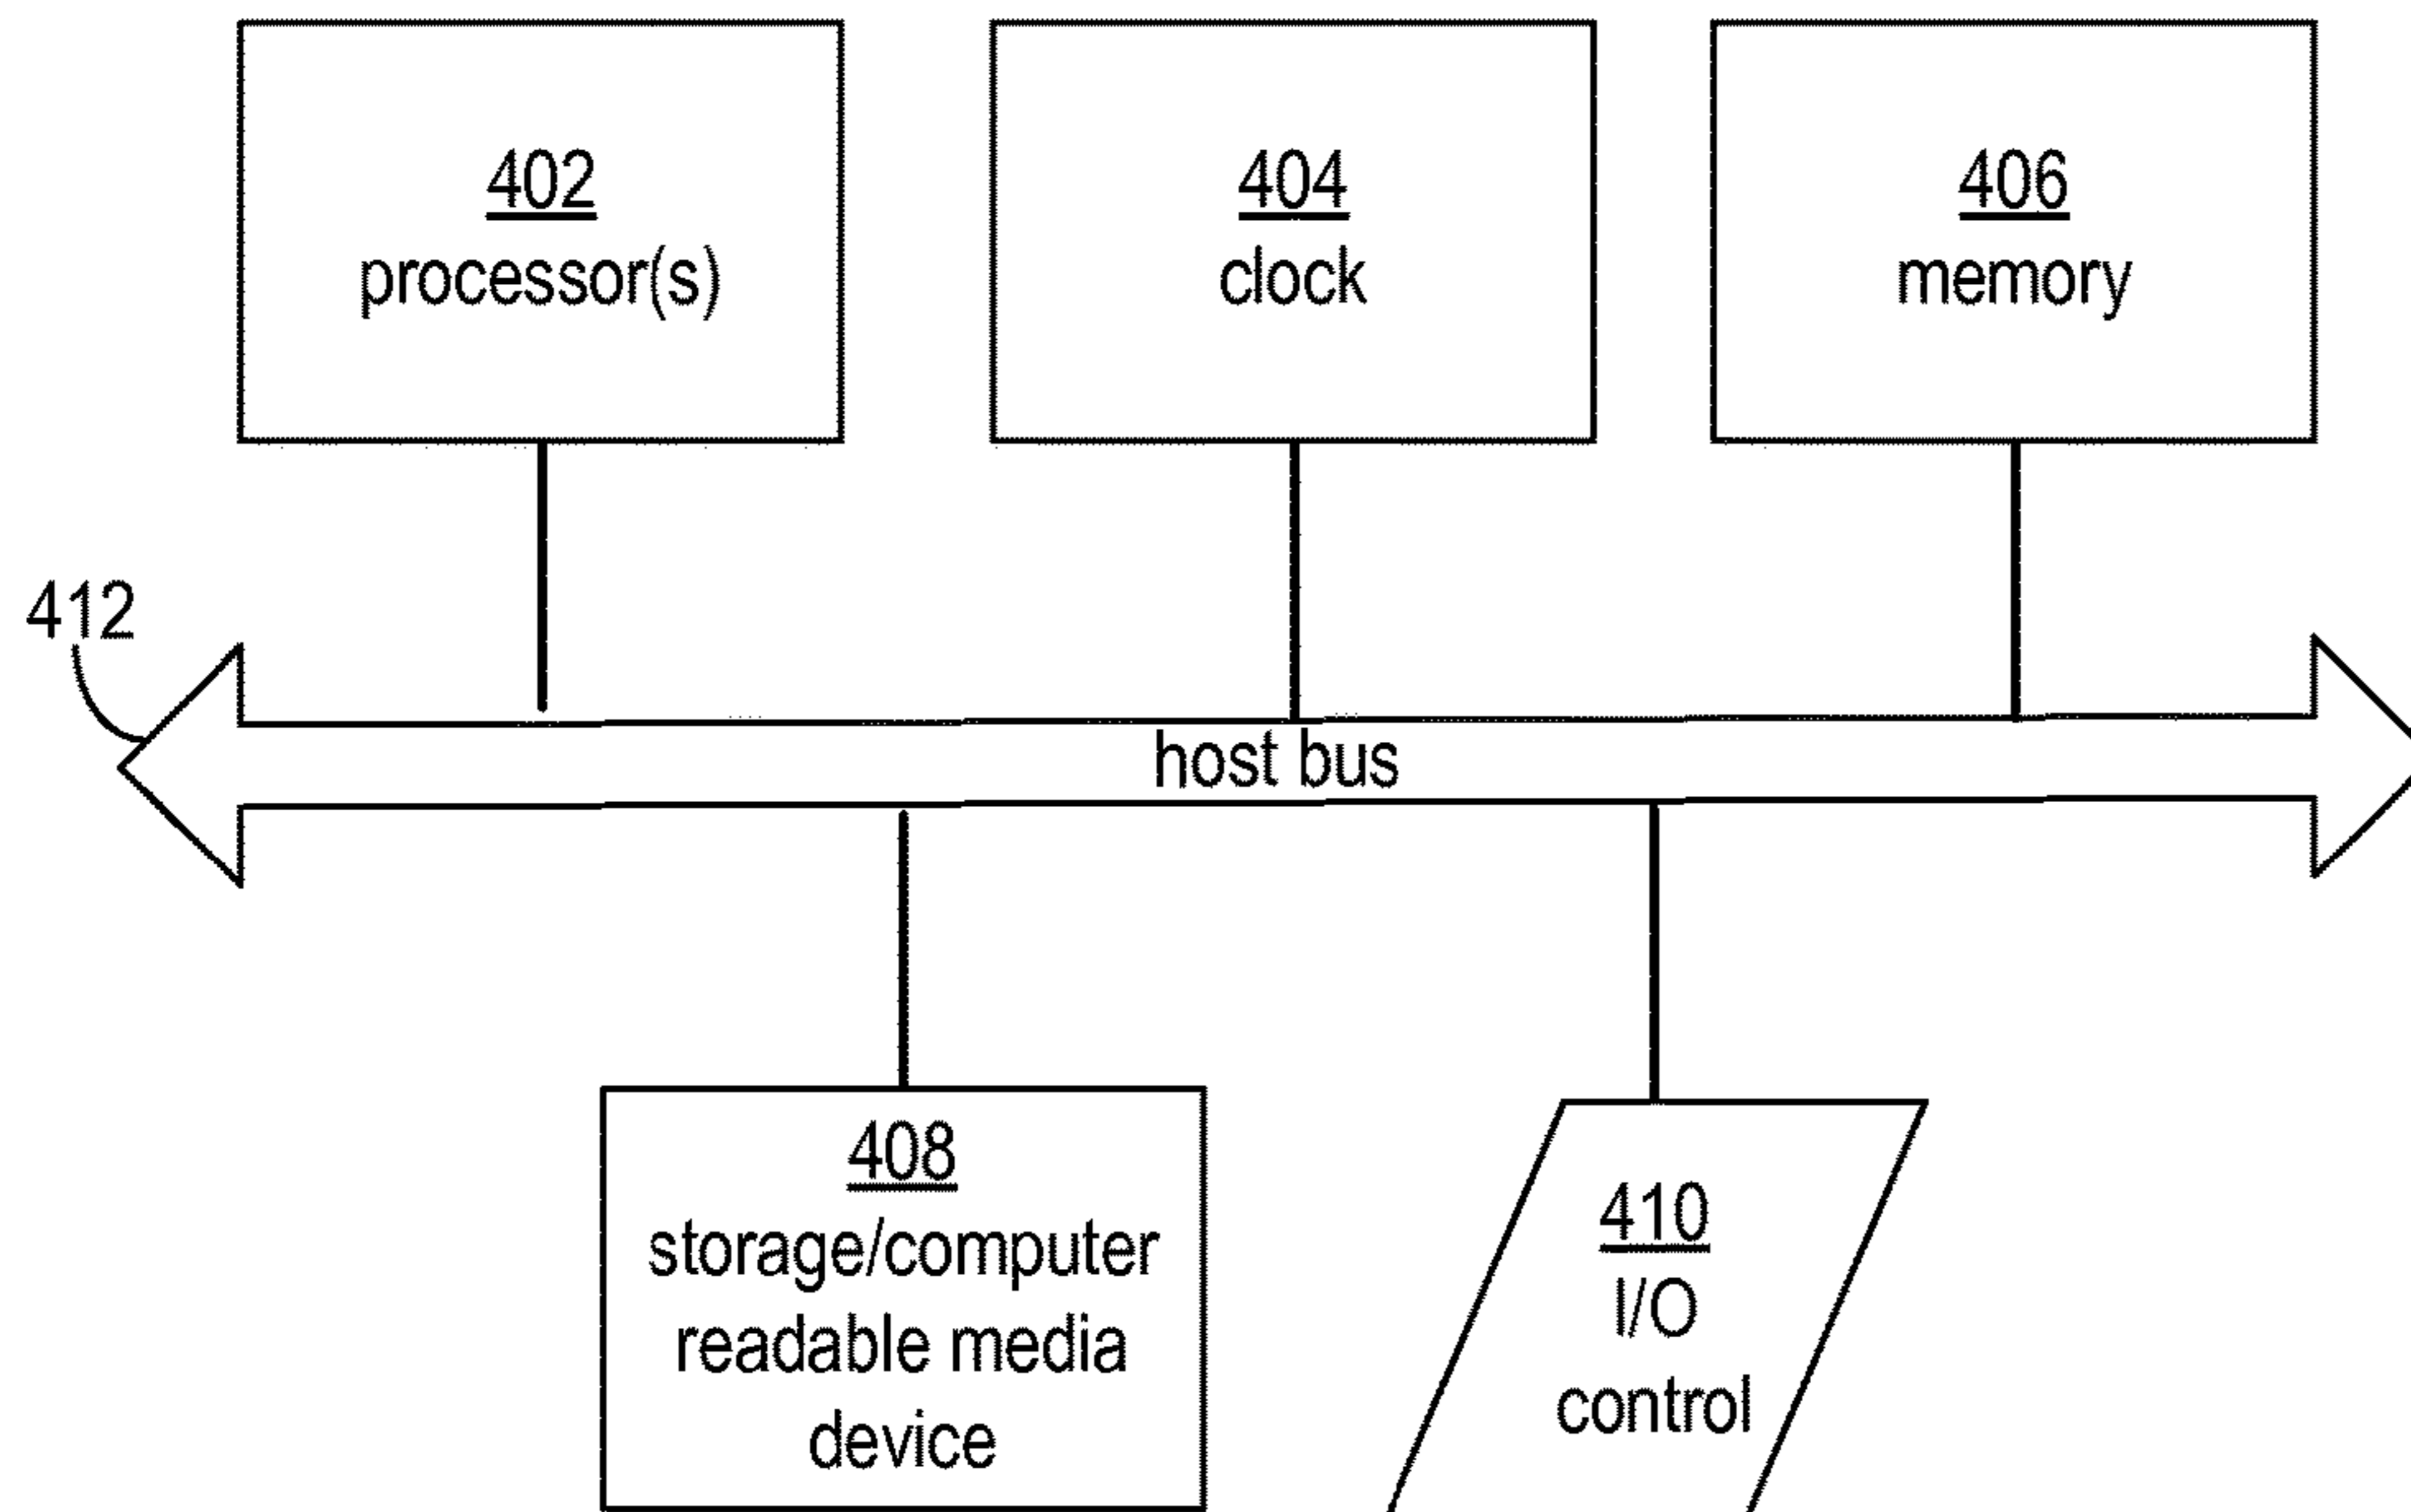 402
processor(s)
404
clock
406
memory
412
host bus
408
storage/computer
readable media
device
410
I/O
control